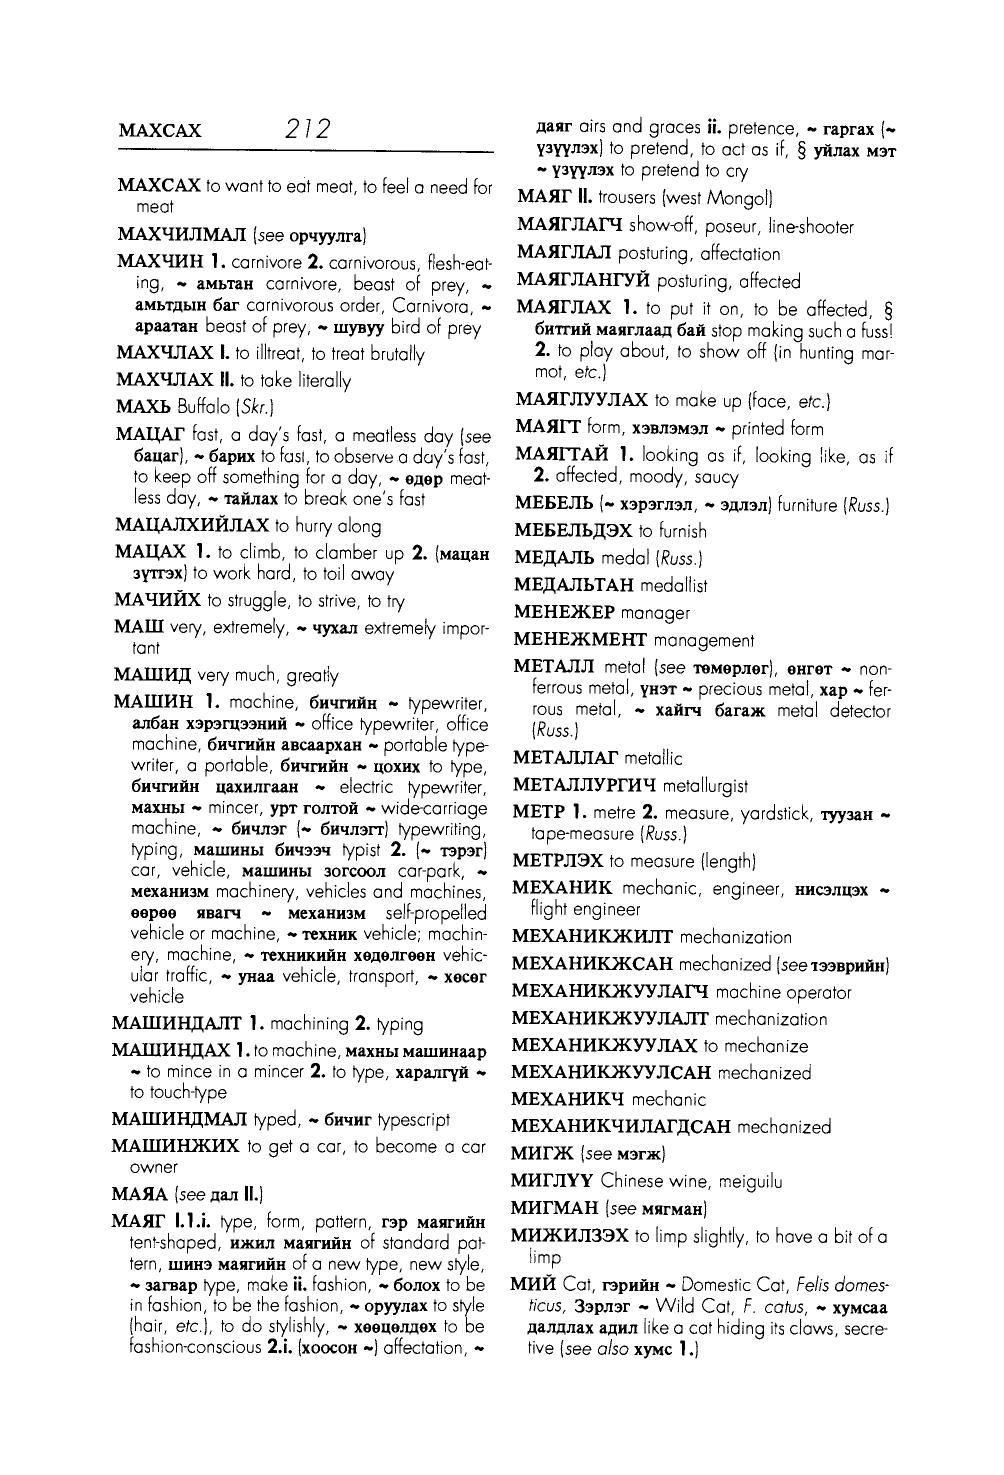 МАХСАХ 212
МАХСАХ to want to eat meat, to feel a need for
meat
МАХЧИЛМАЛ (see орчуулга)
МАХЧИН 1. carnivore 2. carnivorous, flesh-eat-
ing, ~ амьтан carnivore, beast of prey, ~
амьтдын баг carnivorous order, Carnivora, ~
араатан beast of prey, ~ шувуу bird of prey
МАХЧЛАХ I. to illtreat, to treat brutally
МАХЧЛАХ II. to take literally
МАХЬ Buffalo (Skr.)
МАЦАГ fast, a day's fast, a meatless day (see
бацаг), ~ барих to fast, to observe a day's fast,
to keep off something for a day, ~ өдөр meat-
less day, ~ тайлах to break one's fast
МАЦАЛХИЙЛАХ to hurry along
МАЦАХ 1. to climb, to clamber up 2. (мацан
зүтгэх) to work hard, to toil away
МАЧИЙХ to struggle, to strive, to try
МАШ very, extremely, ~ чухал extremely impor-
tant
МАШИД very much, greatly
МАШИН 1. machine, бичгийн ~ typewriter,
албан хэрэгцээний ~ office typewriter, office
machine, бичгийн авсаархан ~ portable type-
writer, a portable, бичгийн ~ цохих to type,
бичгийн цахилгаан ~ electric typewriter,
махны ~ mincer, урт голтой ~ wide-carriage
machine, ~ бичлэг (~ бичлэгт) typewriting,
typing, машины бичээч typist 2. (~ тэрэг)
car, vehicle, машины зогсоол car-park, ~
механизм machinery, vehicles and machines,
өөрөө явагч ~ механизм self-propelled
vehicle or machine, ~ техник vehicle; machin-
ery, machine, ~ техникийн хөдөлгөөн vehic-
ular traffic, ~ унаа vehicle, transport, ~ хөсөг
vehicle
МАШИНДАЛТ 1. machining 2. typing
МАШИНДАХ 1. to machine, махны машинаар
~ to mince in a mincer 2. to type, харалгүй ~
to touch-type
МАШИНДМАЛ typed, ~ бичиг typescript
МАШИНЖИХ to get a car, to become a car
owner
МАЯА (see дал II.)
МАЯГ I.1.i. type, form, pattern, гэр маягийн
tent-shaped, ижил маягийн of standard pat-
tern, шинэ маягийн of a new type, new style,
~ загвар type, make ii. fashion, ~ болох to be
in fashion, to be the fashion, ~ оруулах to style
(hair, etc.), to do stylishly, ~ хөөцөлдөх to be
fashion-conscious 2.i. (хоосон ~) affectation, ~
даяг airs and graces ii. pretence, ~ гаргах (~
үзүүлэх) to pretend, to act as if, § уйлах мэт
~ үзүүлэх to pretend to cry
МАЯГ II. trousers (west Mongol)
МАЯГЛАГЧ show-off, poseur, line-shooter
МАЯГЛАЛ posturing, affectation
МАЯГЛАНГУЙ posturing, affected
МАЯГЛАХ 1. to put it on, to be affected, §
битгий маяглаад бай stop making such a fuss!
2. to play about, to show off (in hunting mar-
mot, etc.)
МАЯГЛУУЛАХ to make up (face, etc.)
МАЯГТ form, хэвлэмэл ~ printed form
МАЯГТАЙ 1. looking as if, looking like, as if
2. affected, moody, saucy
МЕБЕЛЬ (~ хэрэглэл, ~ эдлэл) furniture (Russ.)
МЕБЕЛЬДЭХ to furnish
МЕДАЛЬ medal (Russ.)
МЕДАЛЬТАН medallist
МЕНЕЖЕР manager
МЕНЕЖМЕНТ management
МЕТАЛЛ metal (see төмөрлөг), өнгөт ~ non-
ferrous metal, үнэт ~ precious metal, хар ~ fer-
rous metal, ~ хайгч багаж metal detector
(Russ.)
МЕТАЛЛАГ metallic
МЕТАЛЛУРГИЧ metallurgist
МЕТР 1. metre 2. measure, yardstick, туузан ~
tape-measure (Russ.)
МЕТРЛЭХ to measure (length)
МЕХАНИК mechanic, engineer, нисэлцэх ~
flight engineer
МЕХАНИКЖИЛТ mechanization
МЕХАНИКЖСАН mechanized (see тээврийн)
МЕХАНИКЖУУЛАГЧ machine operator
МЕХАНИКЖУУЛАЛТ mechanization
МЕХАНИКЖУУЛАХ to mechanize
МЕХАНИКЖУУЛСАН mechanized
МЕХАНИКЧ mechanic
МЕХАНИКЧИЛАГДСАН mechanized
МИГЖ (see мэгж)
МИГЛҮҮ Chinese wine, meiguilu
МИГМАН (see мягман)
МИЖИЛЗЭХ to limp slightly, to have a bit of a
limp
МИЙ Cat, гэрийн ~ Domestic Cat, Felis domes-
ticus, Зэрлэг ~ Wild Cat, F. catus, ~ хумсаа
далдлах адил like a cat hiding its claws, secre-
tive (see also хумс 1.)